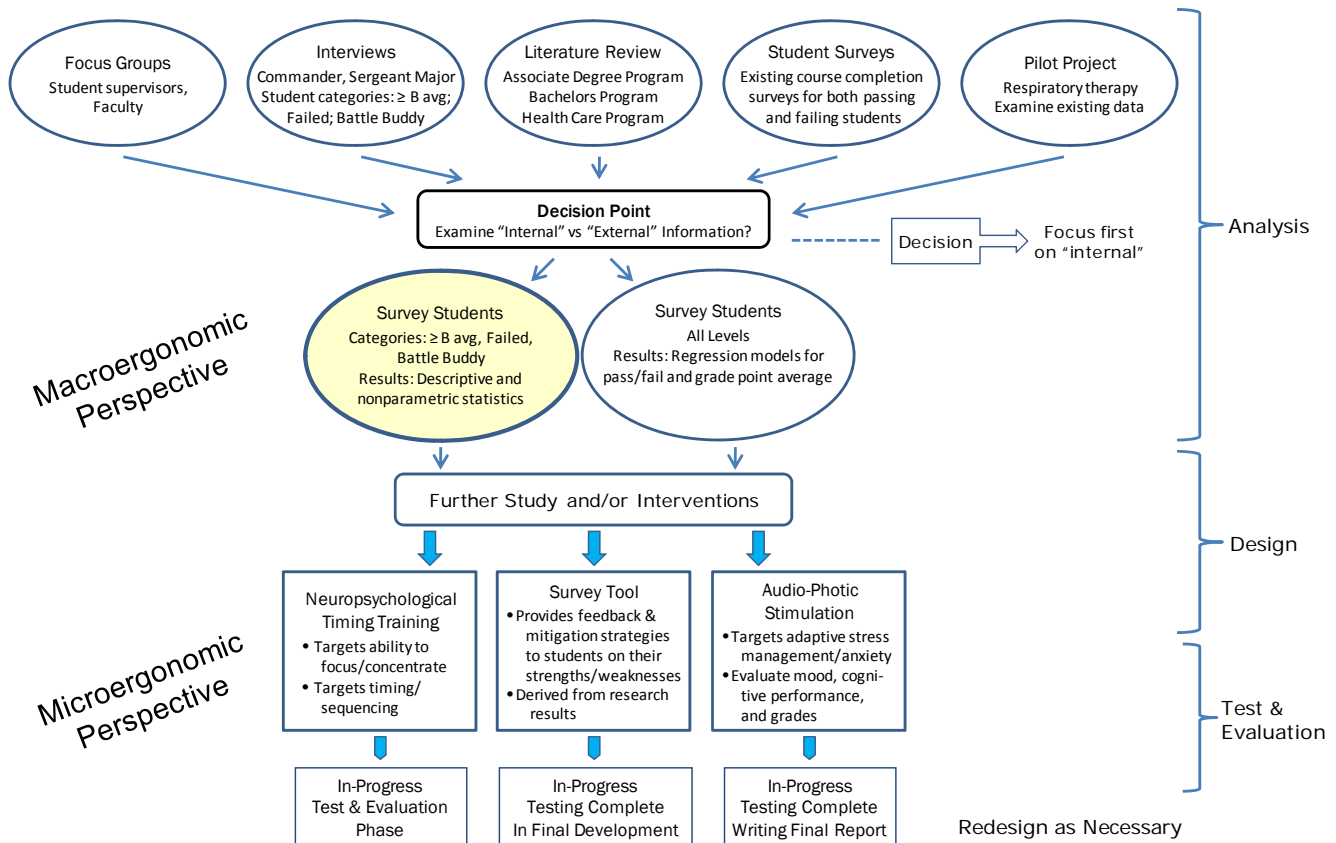 Focus Groups
Student supervisors,
Faculty
Interviews
Commander, Sergeant Major
Student categories: ≥ B avg;
Failed; Battle Buddy
Literature Review
Associate Degree Program
Bachelors Program
Health Care Program
Student Surveys
Existing course completion
surveys for both passing
and failing students
Pilot Project
Respiratory therapy
Examine existing data
Decision Point
Examine “Internal” vs “External” Information?
Decision
Focus first
on “internal”
Analysis
Macroergonomic
Perspective
Survey Students
Categories: ≥ B avg, Failed,
Battle Buddy
Results: Descriptive and
nonparametric statistics
Survey Students
All Levels
Results: Regression models for
pass/fail and grade point average
Further Study and/or Interventions
Design
Microergonomic
Perspective
Neuropsychological
Timing Training
• Targets ability to
focus/concentrate
• Targets timing/
sequencing
Survey Tool
• Provides feedback &
mitigation strategies
to students on their
strengths/weaknesses
• Derived from research
results
Audio-Photic
Stimulation
• Targets adaptive stress
management/anxiety
• Evaluate mood, cogni-
tive performance,
and grades
Test &
Evaluation
In-Progress
Test & Evaluation
Phase
In-Progress
Testing Complete
In Final Development
In-Progress
Testing Complete
Writing Final Report
Redesign as Necessary